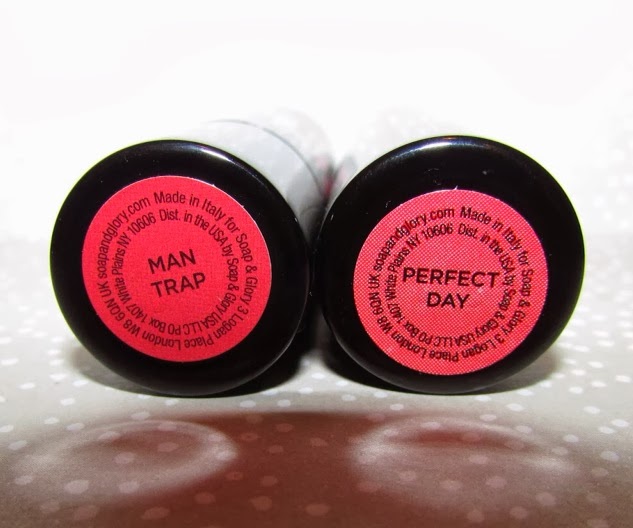 soapandglory.com Made in Italy for Soap & Glory 3 Logan Place London W8 6QN UK
PO Box 1407 White Plains NY 10606 Dist. in the USA by Soap & Glory USA LLC
MAN
TRAP
soapandglory.com Made in Italy for Soap & Glory 3 Logan Place London W8 6QN UK
PO Box 1407 White Plains NY 10606 Dist. in the USA by Soap & Glory USA LLC
PERFECT
DAY